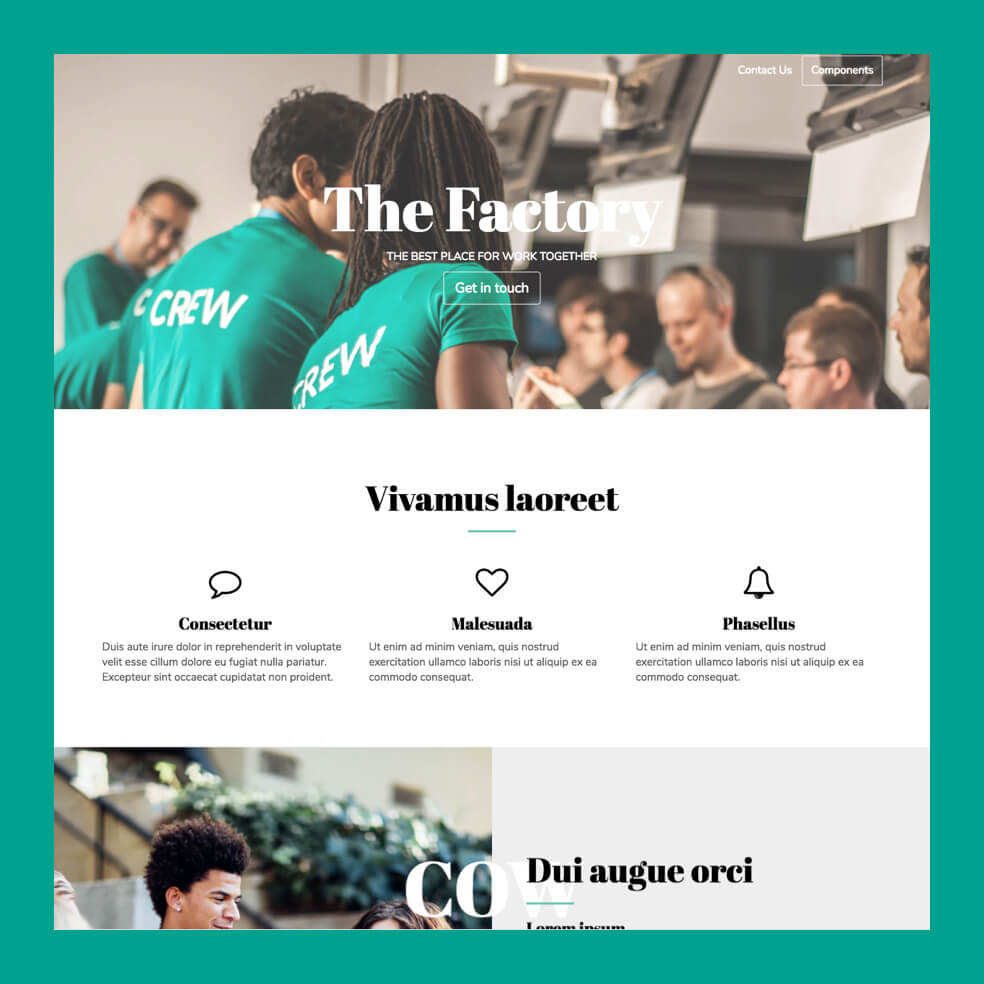 Contact Us
Components
CREW
CREW
The Factory
THE BEST PLACE FOR WORK TOGETHER
Get in touch
Vivamus laoreet
Consectetur
Duis aute irure dolor in reprehenderit in voluptate
velit esse cillum dolore eu fugiat nulla pariatur.
Excepteur sint occaecat cupidatat non proident.
Malesuada
Ut enim ad minim veniam, quis nostrud
exercitation ullamco laboris nisi ut aliquip ex ea
commodo consequat.
Phasellus
Ut enim ad minim veniam, quis nostrud
exercitation ullamco laboris nisi ut aliquip ex ea
commodo consequat.
COW
Dui augue orci
Lorem ipsum